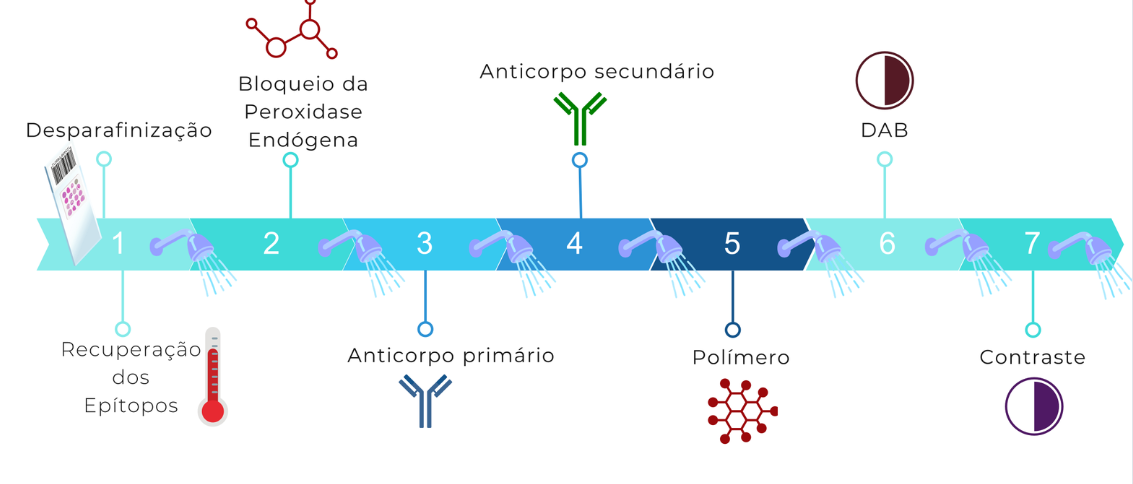 Desparafinização
1
Recuperação
dos
Epítopos
Bloqueio da
Peroxidase
Endógena
2
3
Anticorpo primário
Anticorpo secundário
4
5
Polímero
DAB
6
7
Contraste